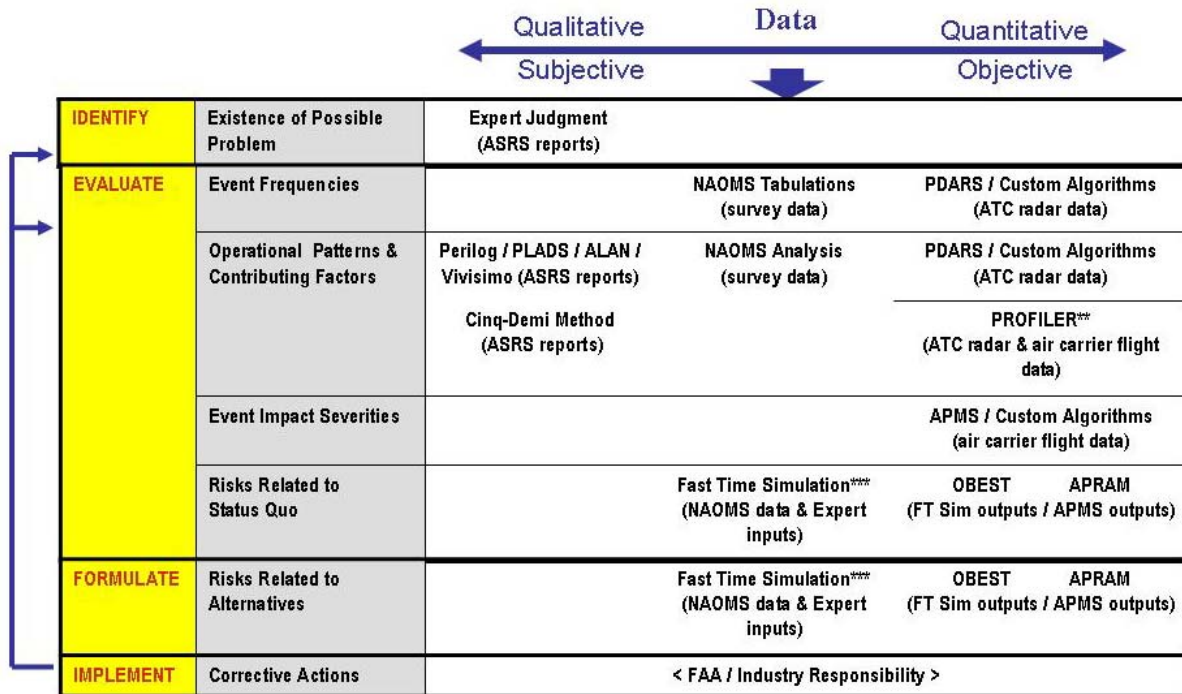 Data
Qualitative
Quantitative
Subjective
Objective
IDENTIFY
Existence of Possible
Problem
Expert Judgment
(ASRS reports)
EVALUATE
Event Frequencies
NAOMS Tabulations
(survey data)
PDARS / Custom Algorithms
(ATC radar data)
Operational Patterns &
Contributing Factors
Perilog / PLADS / ALAN /
Vivisimo (ASRS reports)
Cinq-Demi Method
(ASRS reports)
NAOMS Analysis
(survey data)
PDARS / Custom Algorithms
(ATC radar data)
PROFILER**
(ATC radar & air carrier flight
data)
Event Impact Severities
APMS / Custom Algorithms
(air carrier flight data)
Risks Related to
Status Quo
Fast Time Simulation***
(NAOMS data & Expert
inputs)
OBEST APRAM
(FT Sim outputs / APMS outputs)
FORMULATE
Risks Related to
Alternatives
Fast Time Simulation***
(NAOMS data & Expert
inputs)
OBEST APRAM
(FT Sim outputs / APMS outputs)
IMPLEMENT
Corrective Actions
< FAA / Industry Responsibility >